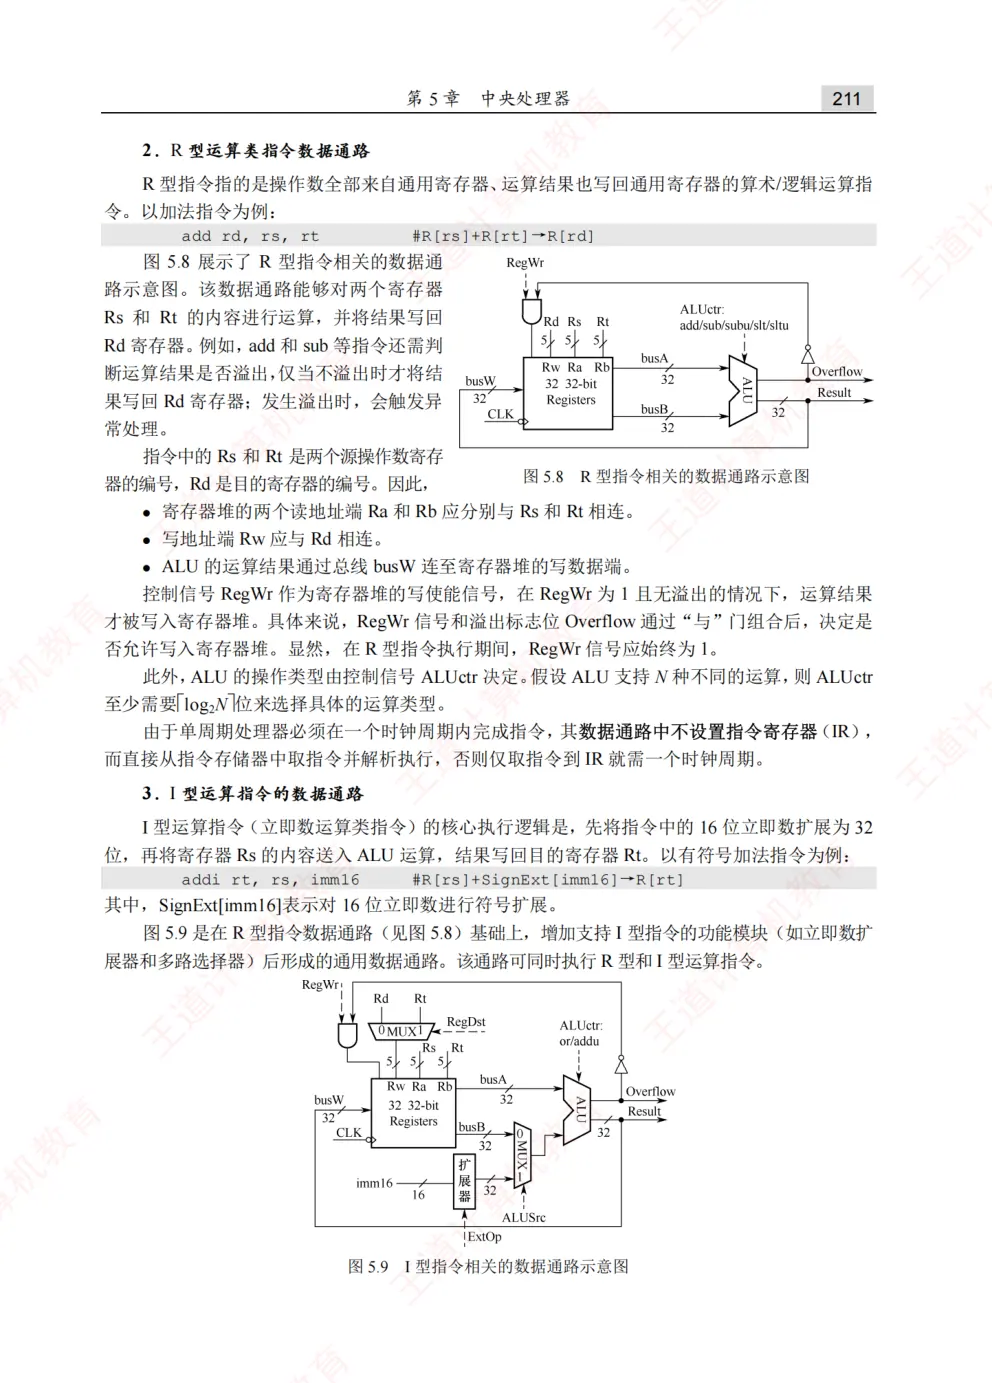 第 5 章 中央处理器 211
2．R 型运算类指令数据通路
R 型指令指的是操作数全部来自通用寄存器、运算结果也写回通用寄存器的算术/逻辑运算指
令。以加法指令为例：
add rd, rs, rt #R[rs]+R[rt]→R[rd]
图 5.8 展示了 R 型指令相关的数据通
路示意图。该数据通路能够对两个寄存器
Rs 和 Rt 的内容进行运算，并将结果写回
Rd 寄存器。例如，add 和 sub 等指令还需判
断运算结果是否溢出，仅当不溢出时才将结
果写回 Rd 寄存器；发生溢出时，会触发异
常处理。
指令中的 Rs 和 Rt 是两个源操作数寄存
器的编号，Rd 是目的寄存器的编号。因此，
RegWr
ALUctr:
add/sub/subu/slt/sltu
Rd Rs Rt
5 5 5
busA
Rw Ra Rb
32
Overflow
busW
32 32-bit
ALU
Result
32
Registers
busB
32
CLK
32
图 5.8 R 型指令相关的数据通路示意图
● 寄存器堆的两个读地址端 Ra 和 Rb 应分别与 Rs 和 Rt 相连。
● 写地址端 Rw 应与 Rd 相连。
● ALU 的运算结果通过总线 busW 连至寄存器堆的写数据端。
控制信号 RegWr 作为寄存器堆的写使能信号，在 RegWr 为 1 且无溢出的情况下，运算结果
才被写入寄存器堆。具体来说，RegWr 信号和溢出标志位 Overflow 通过“与”门组合后，决定是
否允许写入寄存器堆。显然，在 R 型指令执行期间，RegWr 信号应始终为 1。
此外，ALU 的操作类型由控制信号 ALUctr 决定。假设 ALU 支持 N 种不同的运算，则 ALUctr
至少需要⌈log₂N⌉位来选择具体的运算类型。
由于单周期处理器必须在一个时钟周期内完成指令，其数据通路中不设置指令寄存器（IR），
而直接从指令存储器中取指令并解析执行，否则仅取指令到 IR 就需一个时钟周期。
3．I 型运算指令的数据通路
I 型运算指令（立即数运算类指令）的核心执行逻辑是，先将指令中的 16 位立即数扩展为 32
位，再将寄存器 Rs 的内容送入 ALU 运算，结果写回目的寄存器 Rt。以有符号加法指令为例：
addi rt, rs, imm16 #R[rs]+SignExt[imm16]→R[rt]
其中，SignExt[imm16]表示对 16 位立即数进行符号扩展。
图 5.9 是在 R 型指令数据通路（见图 5.8）基础上，增加支持 I 型指令的功能模块（如立即数扩
展器和多路选择器）后形成的通用数据通路。该通路可同时执行 R 型和 I 型运算指令。
RegWr
Rd Rt
0 MUX 1
RegDst
ALUctr:
or/addu
Rs Rt
5 5 5
busA
Rw Ra Rb
32
Overflow
busW
32 32-bit
ALU
Result
32
Registers
busB
0
32
CLK
32
MUX
扩展器
1
imm16
16
32
ALUSrc
ExtOp
图 5.9 I 型指令相关的数据通路示意图
王道计算机教育